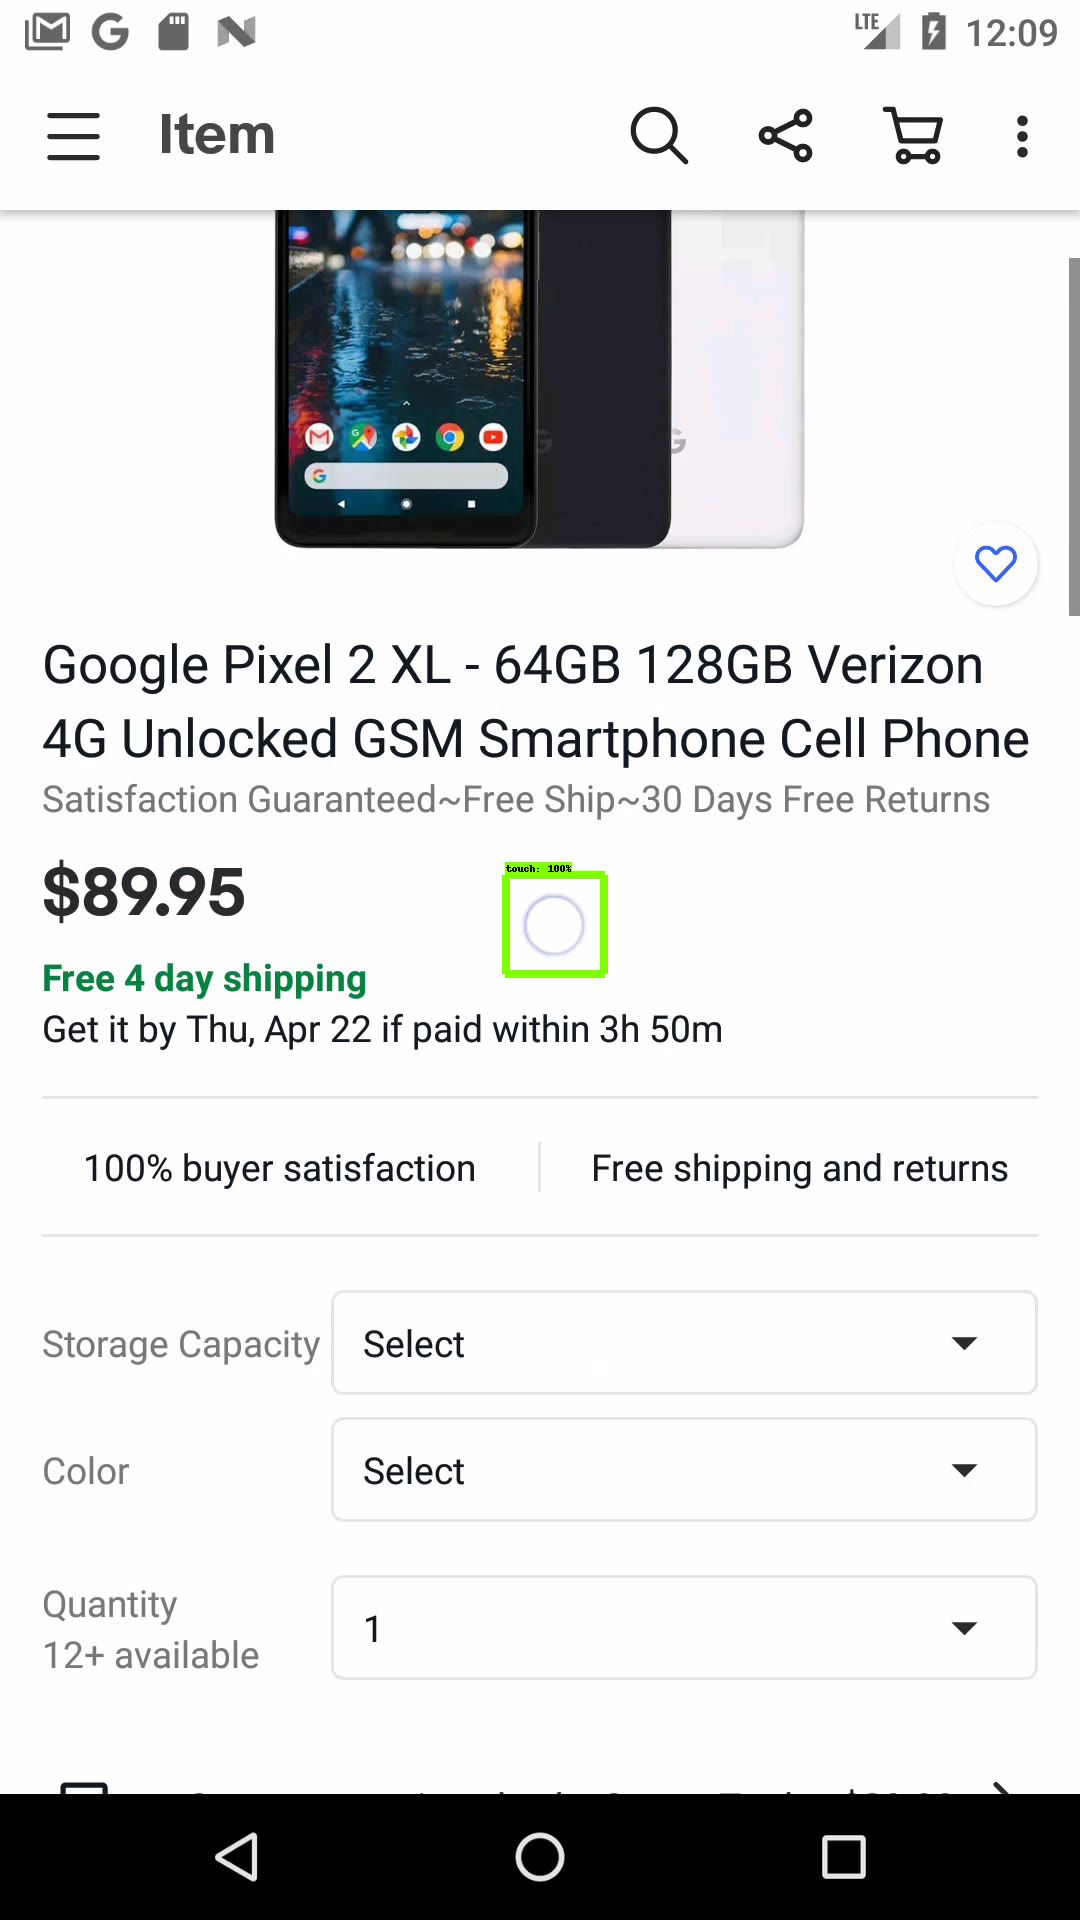 LTE 12:09
Item
G G
Google Pixel 2 XL - 64GB 128GB Verizon
4G Unlocked GSM Smartphone Cell Phone
Satisfaction Guaranteed~Free Ship~30 Days Free Returns
touch: 100%
$89.95
Free 4 day shipping
Get it by Thu, Apr 22 if paid within 3h 50m
100% buyer satisfaction
Free shipping and returns
Storage Capacity Select
Color Select
Quantity
12+ available
1